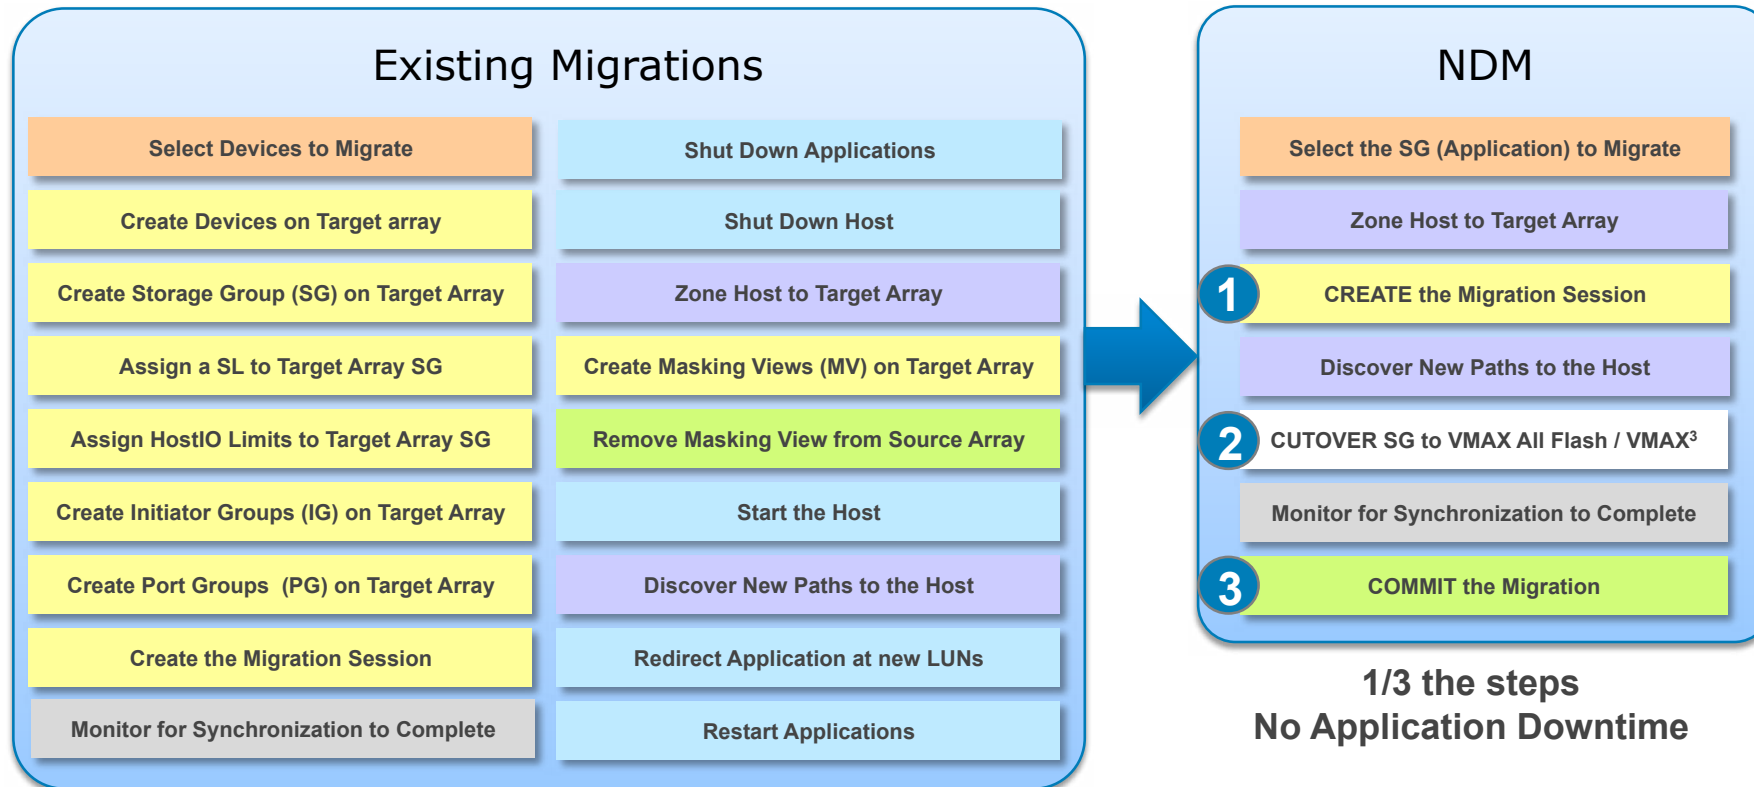 Existing Migrations
Select Devices to Migrate
Create Devices on Target array
Create Storage Group (SG) on Target Array
Assign a SL to Target Array SG
Assign HostIO Limits to Target Array SG
Create Initiator Groups (IG) on Target Array
Create Port Groups (PG) on Target Array
Create the Migration Session
Monitor for Synchronization to Complete
Shut Down Applications
Shut Down Host
Zone Host to Target Array
Create Masking Views (MV) on Target Array
Remove Masking View from Source Array
Start the Host
Discover New Paths to the Host
Redirect Application at new LUNs
Restart Applications
NDM
Select the SG (Application) to Migrate
Zone Host to Target Array
1 CREATE the Migration Session
Discover New Paths to the Host
2 CUTOVER SG to VMAX All Flash / VMAX³
Monitor for Synchronization to Complete
3 COMMIT the Migration
1/3 the steps
No Application Downtime